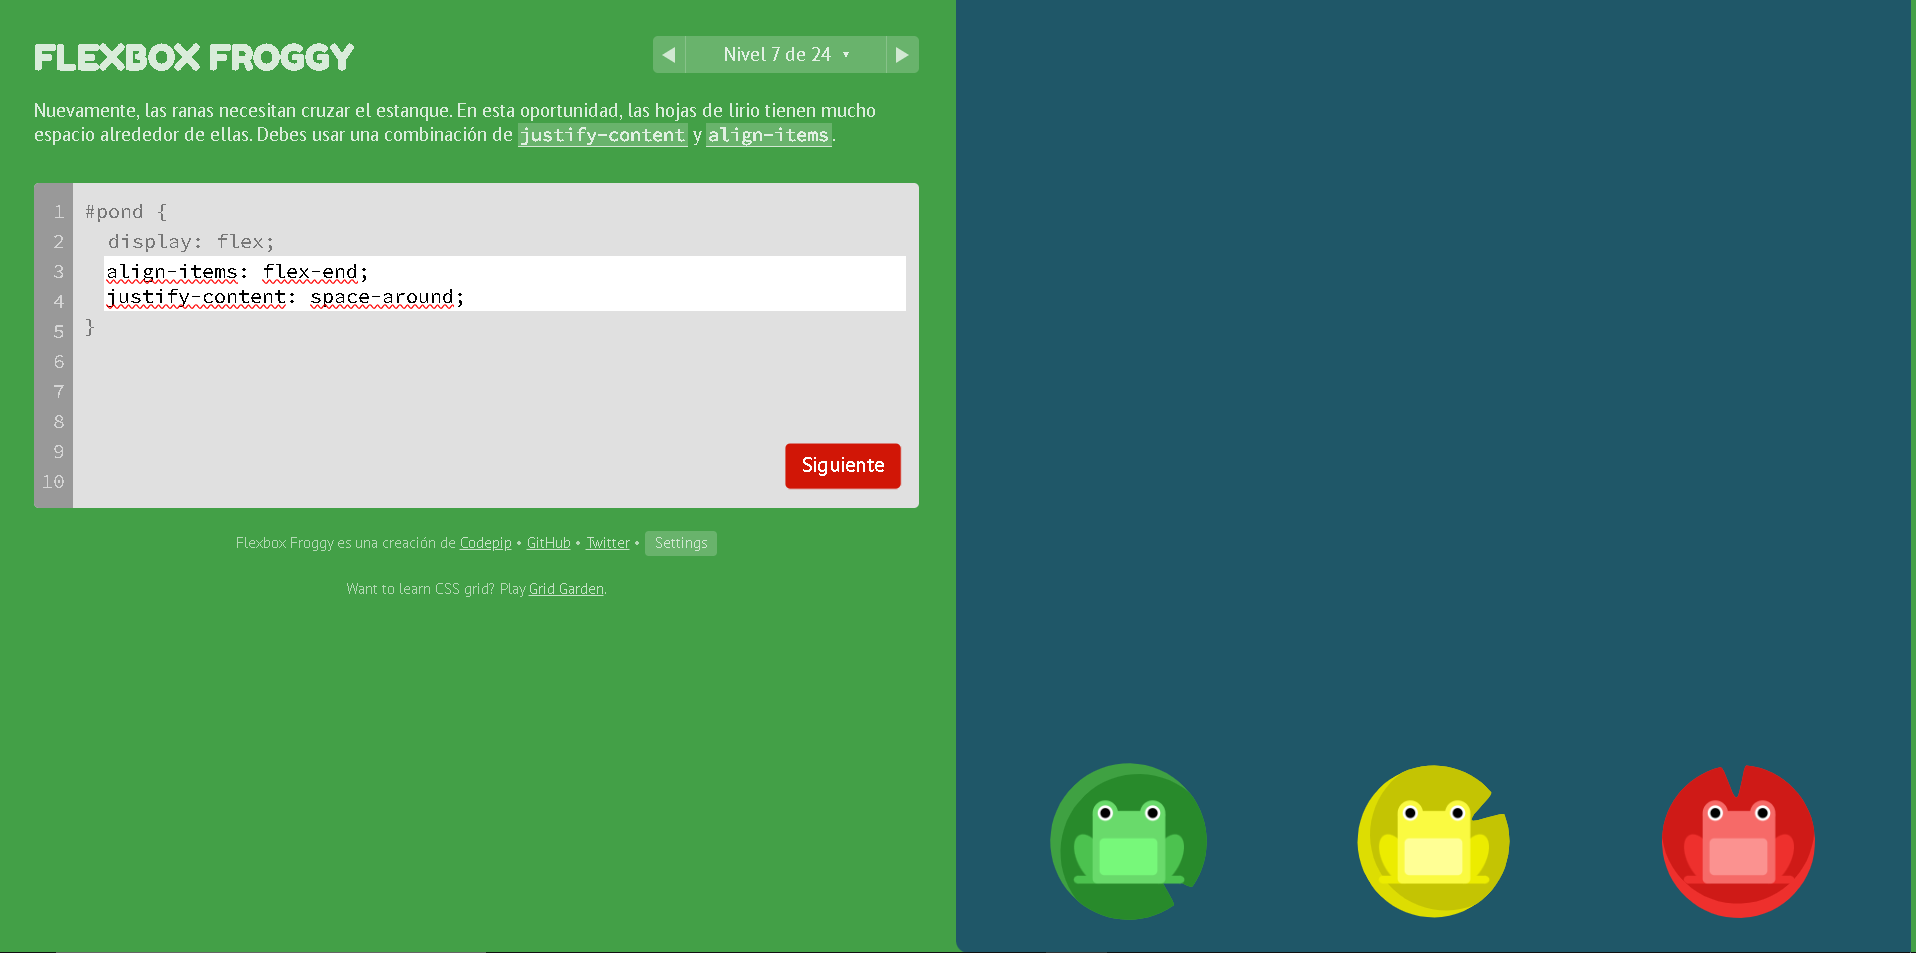 FLEXBOX FROGGY
◀ Nivel 7 de 24 ▾ ▶
Nuevamente, las ranas necesitan cruzar el estanque. En esta oportunidad, las hojas de lirio tienen mucho
espacio alrededor de ellas. Debes usar una combinación de justify-content y align-items.
1 #pond {
2 display: flex;
3 align-items: flex-end;
4 justify-content: space-around;
5 }
6
7
8
9
10
Siguiente
Flexbox Froggy es una creación de Codepip • GitHub • Twitter • Settings
Want to learn CSS grid? Play Grid Garden.